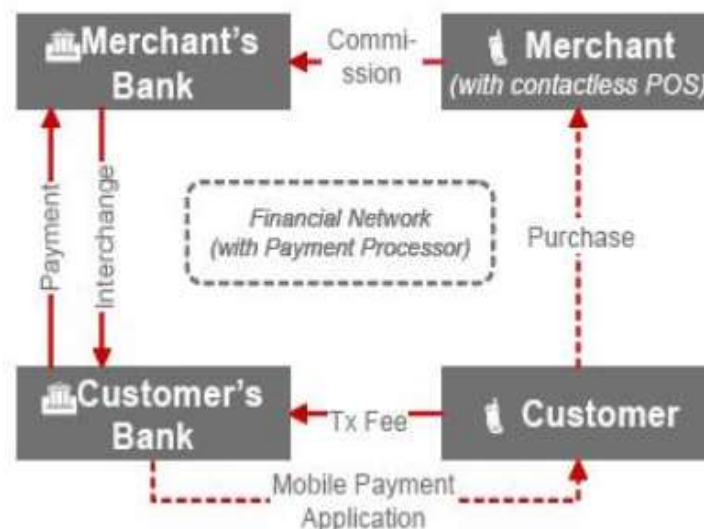 Merchant's
Bank
Commi-
ssion
Merchant
(with contactless POS)
Payment
Interchange
Financial Network
(with Payment Processor)
Purchase
Customer's
Bank
Tx Fee
Customer
Mobile Payment
Application